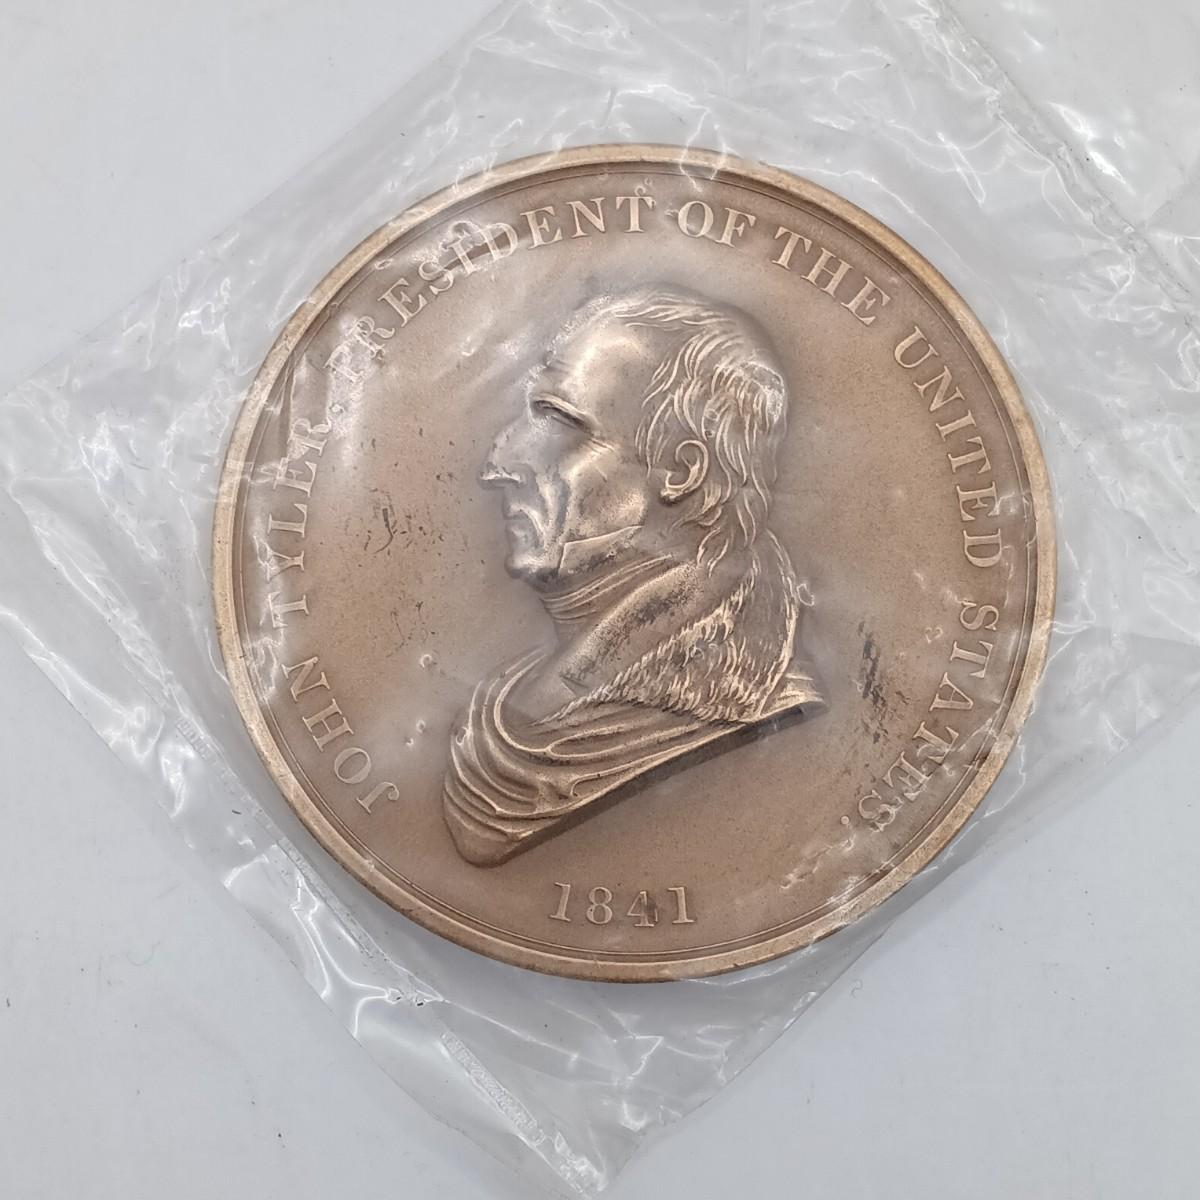 JOHN TYLER. PRESIDENT OF THE UNITED STATES.
1841